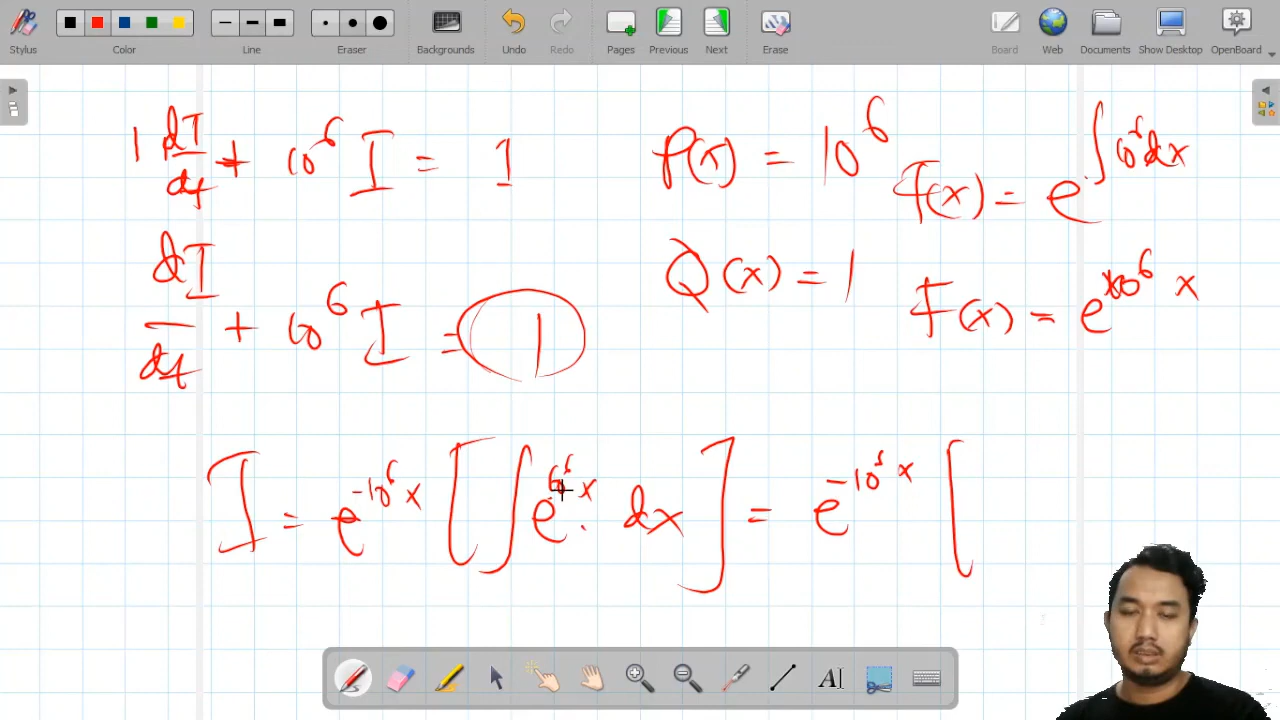 Stylus Color Line Eraser Backgrounds Undo Redo Pages Previous Next Erase Board Web Documents Show Desktop OpenBoard
1 dI/dt + 10^6 I = 1
P(x) = 10^6
F(x) = e^∫10^6 dx
dI/dt + 10^6 I = 1
Q(x) = 1
F(x) = e^10^6 x
I = e^-10^6 x [∫ e^10^6 x . dx] = e^-10^6 x [